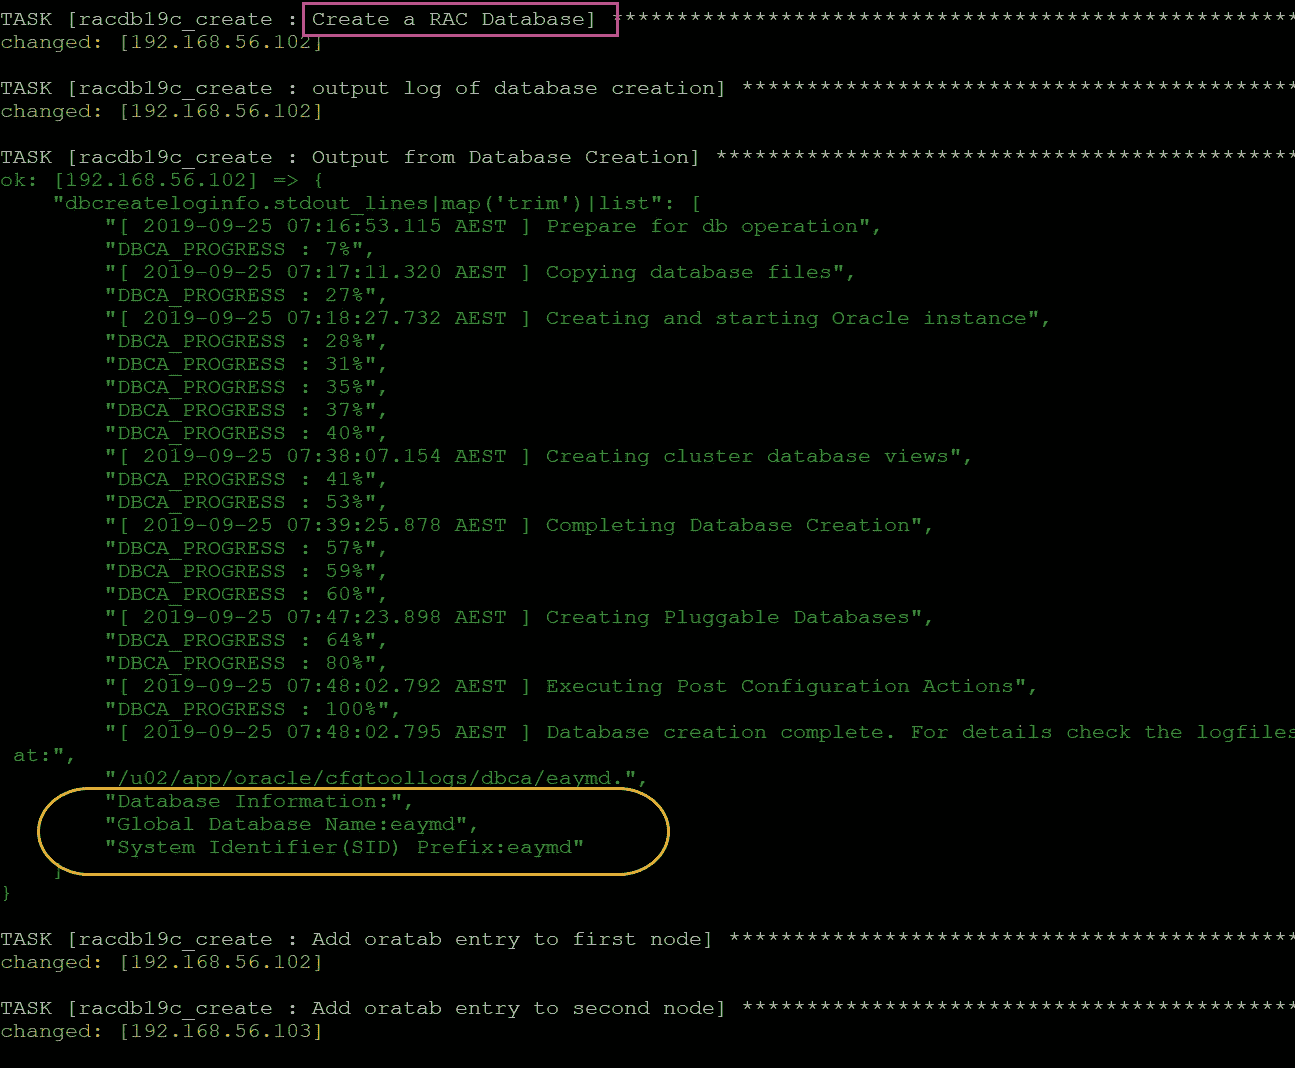 TASK [racdb19c_create : Create a RAC Database] ****************************************************
changed: [192.168.56.102]
TASK [racdb19c_create : output log of database creation] *******************************************
changed: [192.168.56.102]
TASK [racdb19c_create : Output from Database Creation] *********************************************
ok: [192.168.56.102] => {
    "dbcreateloginfo.stdout_lines|map('trim')|list": [
        "[ 2019-09-25 07:16:53.115 AEST ] Prepare for db operation",
        "DBCA_PROGRESS : 7%",
        "[ 2019-09-25 07:17:11.320 AEST ] Copying database files",
        "DBCA_PROGRESS : 27%",
        "[ 2019-09-25 07:18:27.732 AEST ] Creating and starting Oracle instance",
        "DBCA_PROGRESS : 28%",
        "DBCA_PROGRESS : 31%",
        "DBCA_PROGRESS : 35%",
        "DBCA_PROGRESS : 37%",
        "DBCA_PROGRESS : 40%",
        "[ 2019-09-25 07:38:07.154 AEST ] Creating cluster database views",
        "DBCA_PROGRESS : 41%",
        "DBCA_PROGRESS : 53%",
        "[ 2019-09-25 07:39:25.878 AEST ] Completing Database Creation",
        "DBCA_PROGRESS : 57%",
        "DBCA_PROGRESS : 59%",
        "DBCA_PROGRESS : 60%",
        "[ 2019-09-25 07:47:23.898 AEST ] Creating Pluggable Databases",
        "DBCA_PROGRESS : 64%",
        "DBCA_PROGRESS : 80%",
        "[ 2019-09-25 07:48:02.792 AEST ] Executing Post Configuration Actions",
        "DBCA_PROGRESS : 100%",
        "[ 2019-09-25 07:48:02.795 AEST ] Database creation complete. For details check the logfiles
 at:",
        "/u02/app/oracle/cfgtoollogs/dbca/eaymd.",
        "Database Information:",
        "Global Database Name:eaymd",
        "System Identifier(SID) Prefix:eaymd"
    ]
}
TASK [racdb19c_create : Add oratab entry to first node] ********************************************
changed: [192.168.56.102]
TASK [racdb19c_create : Add oratab entry to second node] *******************************************
changed: [192.168.56.103]